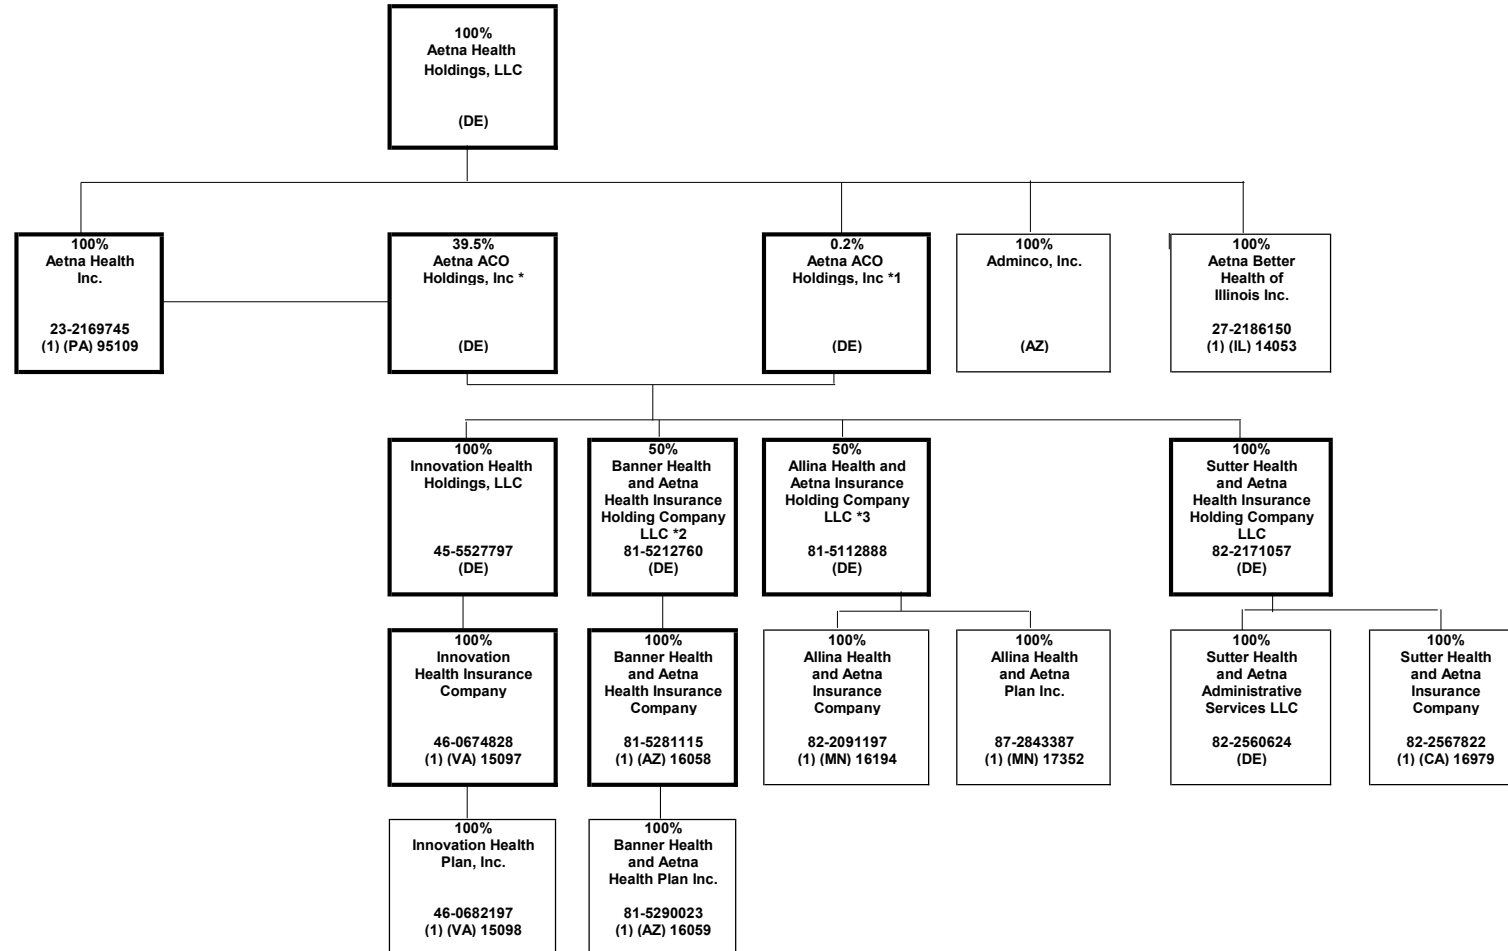 100%
Aetna Health
Holdings, LLC
(DE)
100%
Aetna Health
Inc.
23-2169745
(1) (PA) 95109
39.5%
Aetna ACO
Holdings, Inc *
(DE)
0.2%
Aetna ACO
Holdings, Inc *1
(DE)
100%
Adminco, Inc.
(AZ)
100%
Aetna Better
Health of
Illinois Inc.
27-2186150
(1) (IL) 14053
100%
Innovation Health
Holdings, LLC
45-5527797
(DE)
50%
Banner Health
and Aetna
Health Insurance
Holding Company
LLC *2
81-5212760
(DE)
50%
Allina Health and
Aetna Insurance
Holding Company
LLC *3
81-5112888
(DE)
100%
Sutter Health
and Aetna
Health Insurance
Holding Company
LLC
82-2171057
(DE)
100%
Innovation
Health Insurance
Company
46-0674828
(1) (VA) 15097
100%
Banner Health
and Aetna
Health Insurance
Company
81-5281115
(1) (AZ) 16058
100%
Allina Health
and Aetna
Insurance
Company
82-2091197
(1) (MN) 16194
100%
Allina Health
and Aetna
Plan Inc.
87-2843387
(1) (MN) 17352
100%
Sutter Health
and Aetna
Administrative
Services LLC
82-2560624
(DE)
100%
Sutter Health
and Aetna
Insurance
Company
82-2567822
(1) (CA) 16979
100%
Innovation Health
Plan, Inc.
46-0682197
(1) (VA) 15098
100%
Banner Health
and Aetna
Health Plan Inc.
81-5290023
(1) (AZ) 16059